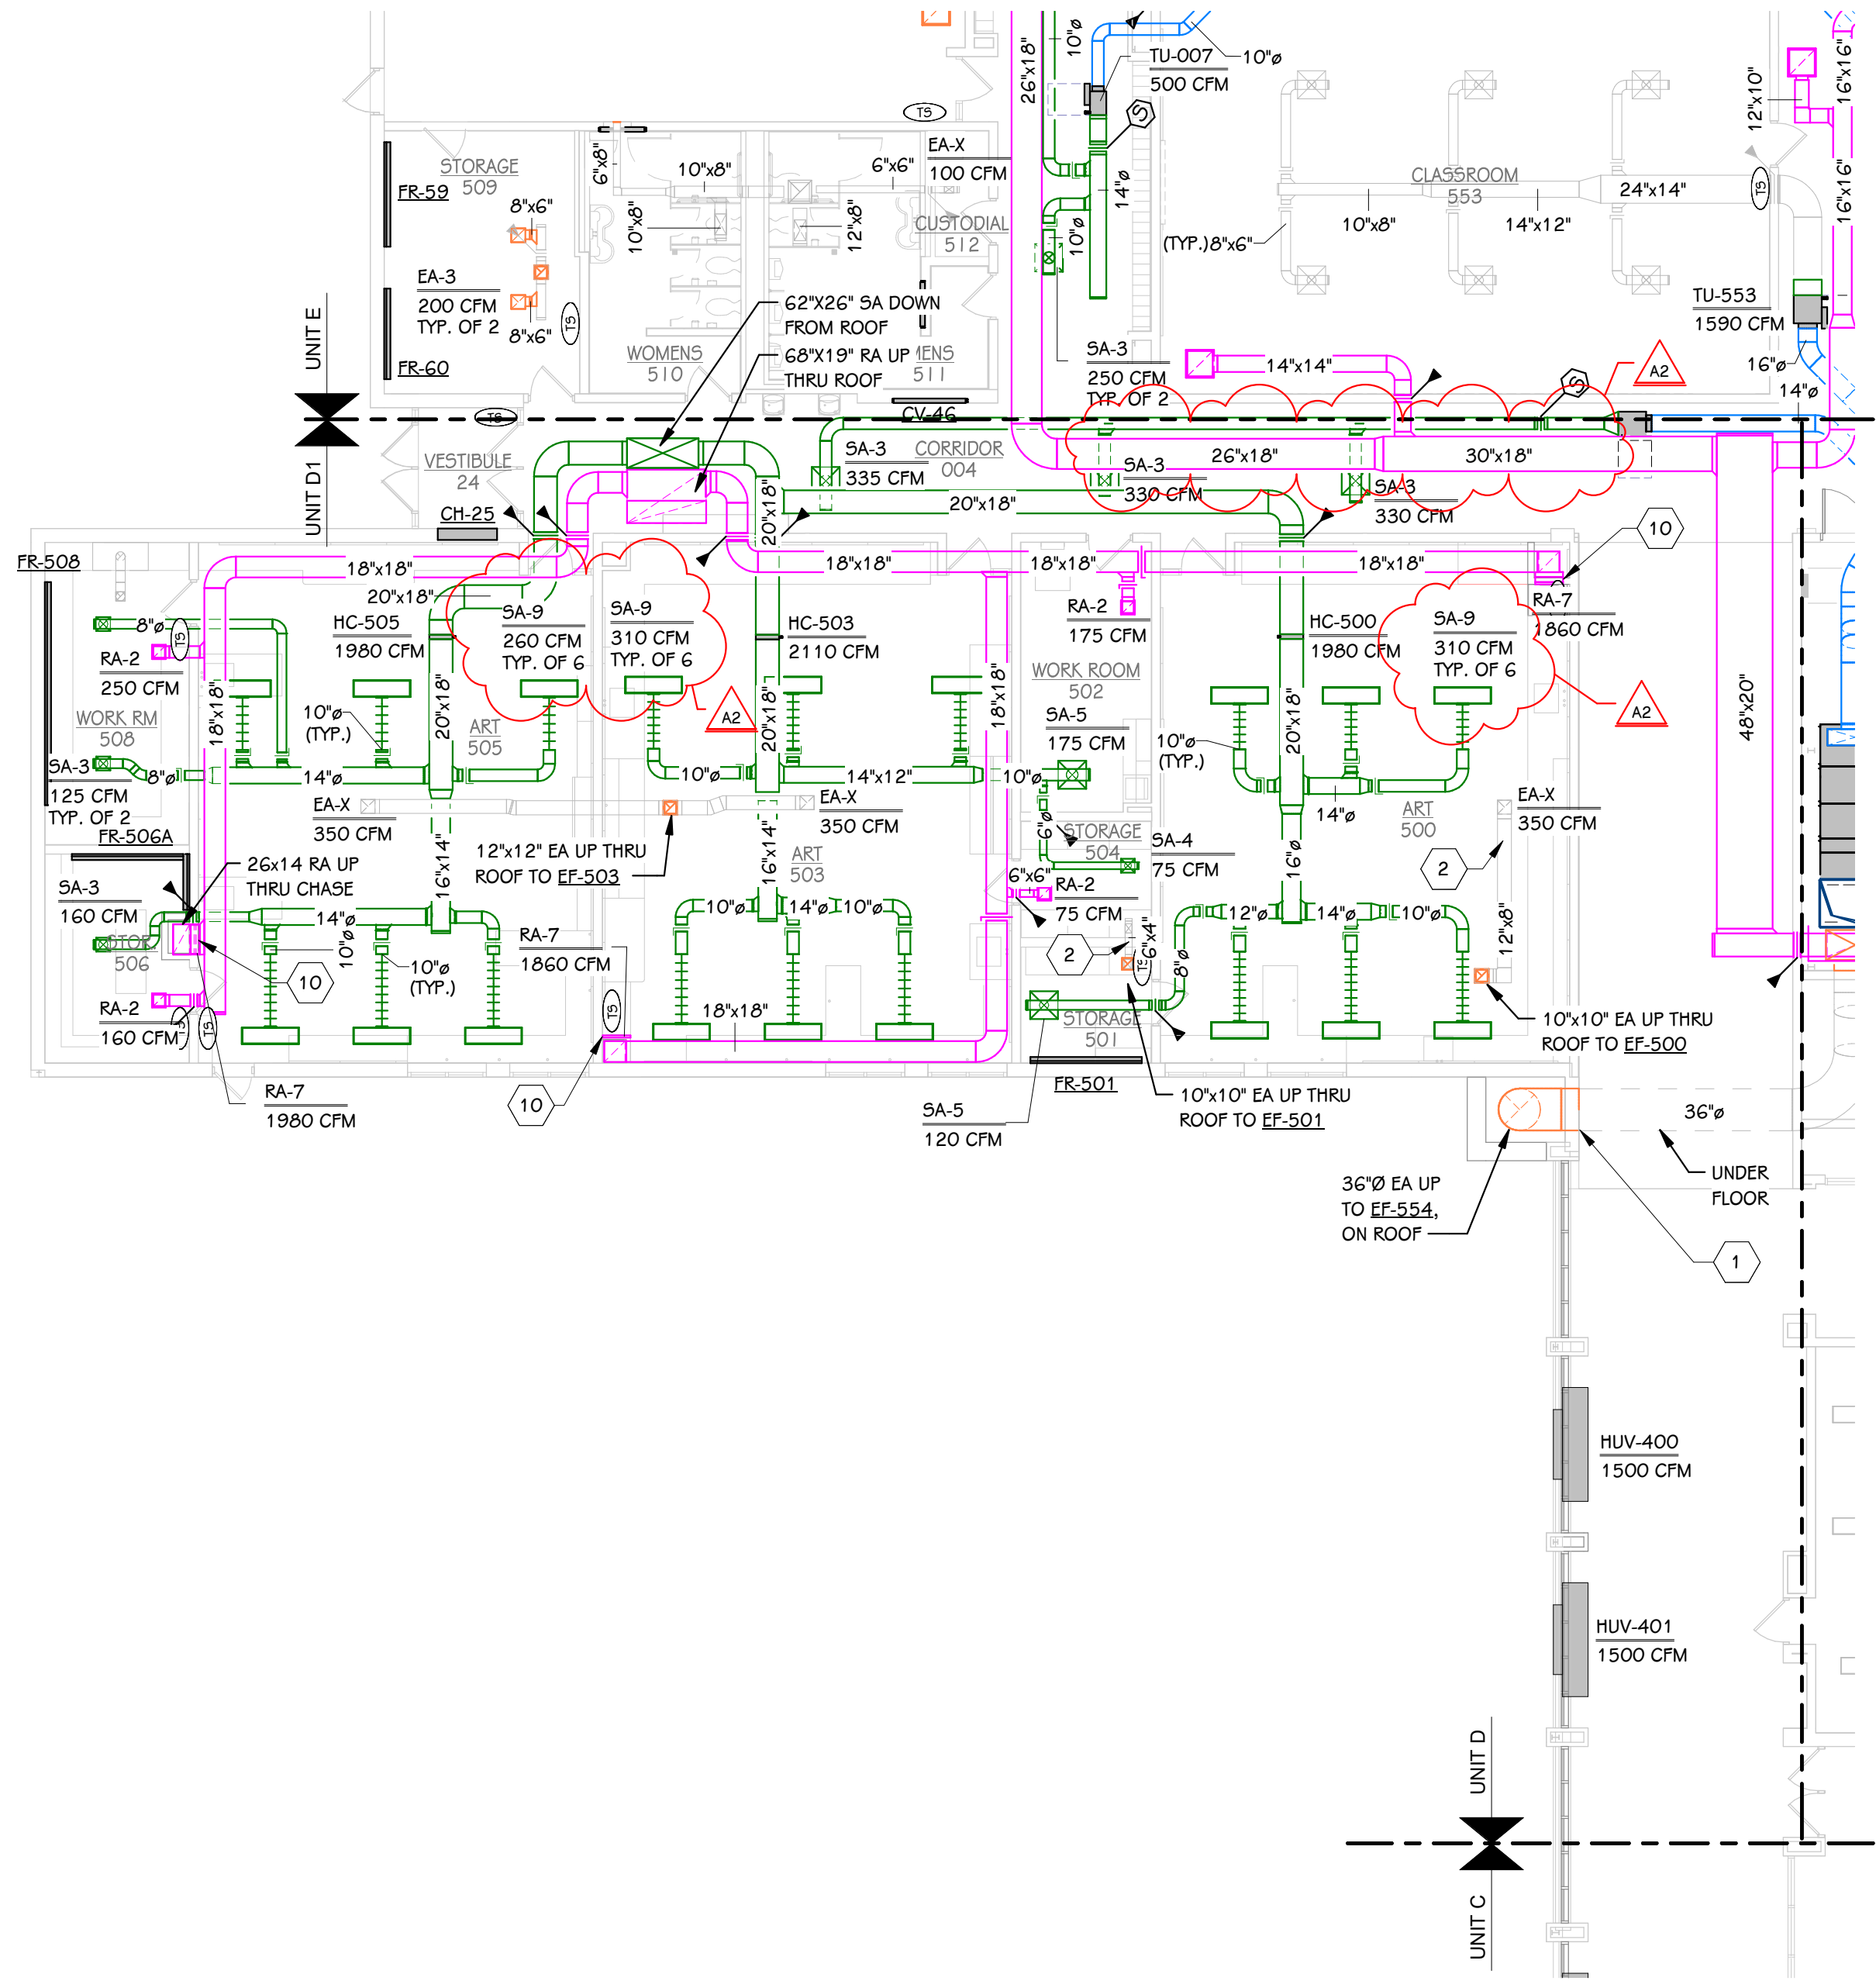 26"x18"
10"ø
TU-007
500 CFM
10"ø
S
16"x16"
12"x10"
TS
STORAGE
509
FR-59
6"x8"
10"x8"
6"x6"
EA-X
100 CFM
14"ø
CLASSROOM
553
24"x14"
TS
16"x16"
8"x6"
10"x8"
12"x8"
CUSTODIAL
512
10"ø
(TYP.)8"x6"
10"x8"
14"x12"
EA-3
200 CFM
TYP. OF 2
8"x6"
TS
62"X26" SA DOWN
FROM ROOF
TU-553
1590 CFM
UNIT E
FR-60
WOMENS
510
68"X19" RA UP
THRU ROOF
MENS
511
SA-3
250 CFM
TYP. OF 2
14"x14"
A2
16"ø
14"ø
S
TS
CV-46
UNIT D1
VESTIBULE
24
SA-3
335 CFM
CORRIDOR
004
SA-3
330 CFM
26"x18"
30"x18"
SA-3
330 CFM
CH-25
20"x18"
20"x18"
10
FR-508
18"x18"
18"x18"
18"x18"
18"x18"
20"x18"
SA-9
260 CFM
TYP. OF 6
SA-9
310 CFM
TYP. OF 6
RA-2
175 CFM
RA-7
1860 CFM
8"ø
TS
HC-505
1980 CFM
HC-503
2110 CFM
HC-500
1980 CFM
SA-9
310 CFM
TYP. OF 6
RA-2
250 CFM
WORK ROOM
502
18"x18"
WORK RM
508
10"ø
(TYP.)
20"x18"
ART
505
A2
20"x18"
18"x18"
SA-5
175 CFM
10"ø
(TYP.)
20"x18"
A2
48"x20"
SA-3
125 CFM
TYP. OF 2
8"ø
14"ø
10"ø
14"x12"
10"ø
EA-X
350 CFM
EA-X
350 CFM
14"ø
ART
500
EA-X
350 CFM
FR-506A
6"ø
STORAGE
504
SA-4
75 CFM
26x14 RA UP
THRU CHASE
16"x14"
12"x12" EA UP THRU
ROOF TO EF-503
16"x14"
ART
503
16"ø
2
SA-3
160 CFM
6"x6"
RA-2
75 CFM
14"ø
10"ø
14"ø
10"ø
12"ø
14"ø
10"ø
STOR.
506
10"ø
10"ø
(TYP.)
RA-7
1860 CFM
2
6"x4"
TS
8"ø
12"x8"
10
RA-2
160 CFM
TS
TS
18"x18"
STORAGE
501
10"x10" EA UP THRU
ROOF TO EF-500
RA-7
1980 CFM
10
FR-501
SA-5
120 CFM
10"x10" EA UP THRU
ROOF TO EF-501
36"ø
UNDER
FLOOR
36"Ø EA UP
TO EF-554,
ON ROOF
1
HUV-400
1500 CFM
HUV-401
1500 CFM
UNIT D
UNIT C